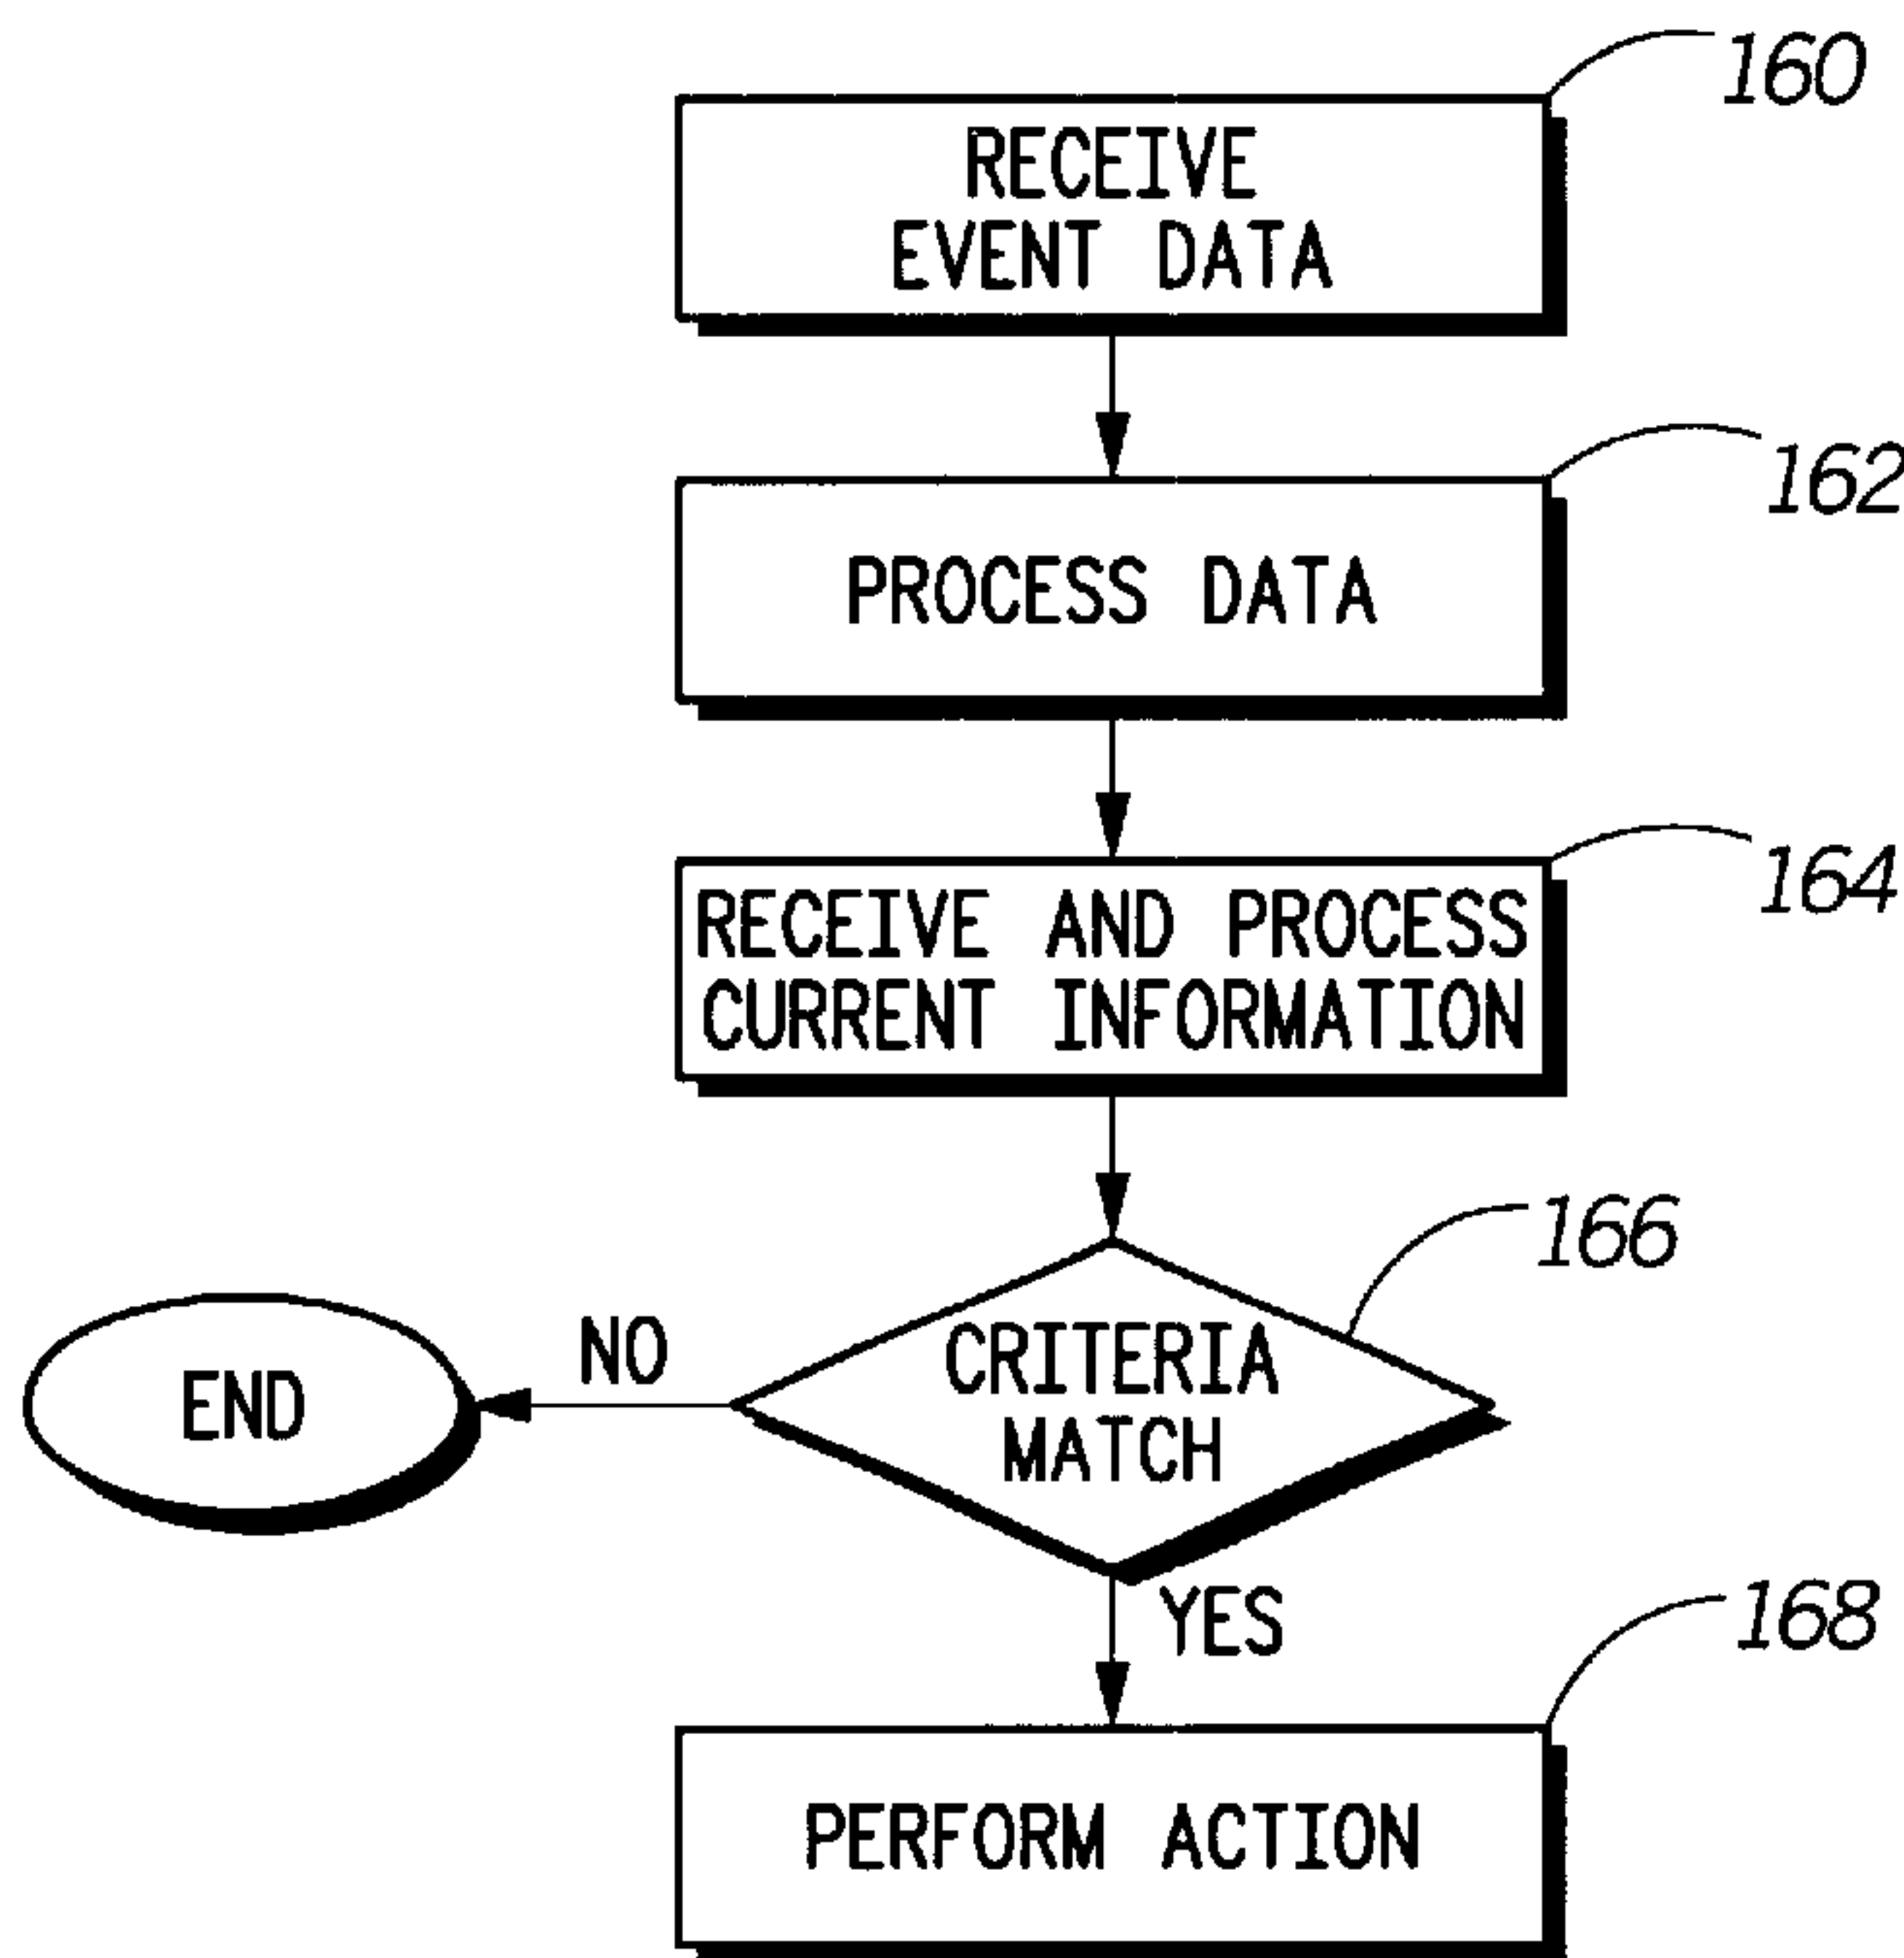 160
RECEIVE
EVENT DATA
162
PROCESS DATA
164
RECEIVE AND PROCESS
CURRENT INFORMATION
166
CRITERIA
MATCH
NO
END
YES
168
PERFORM ACTION